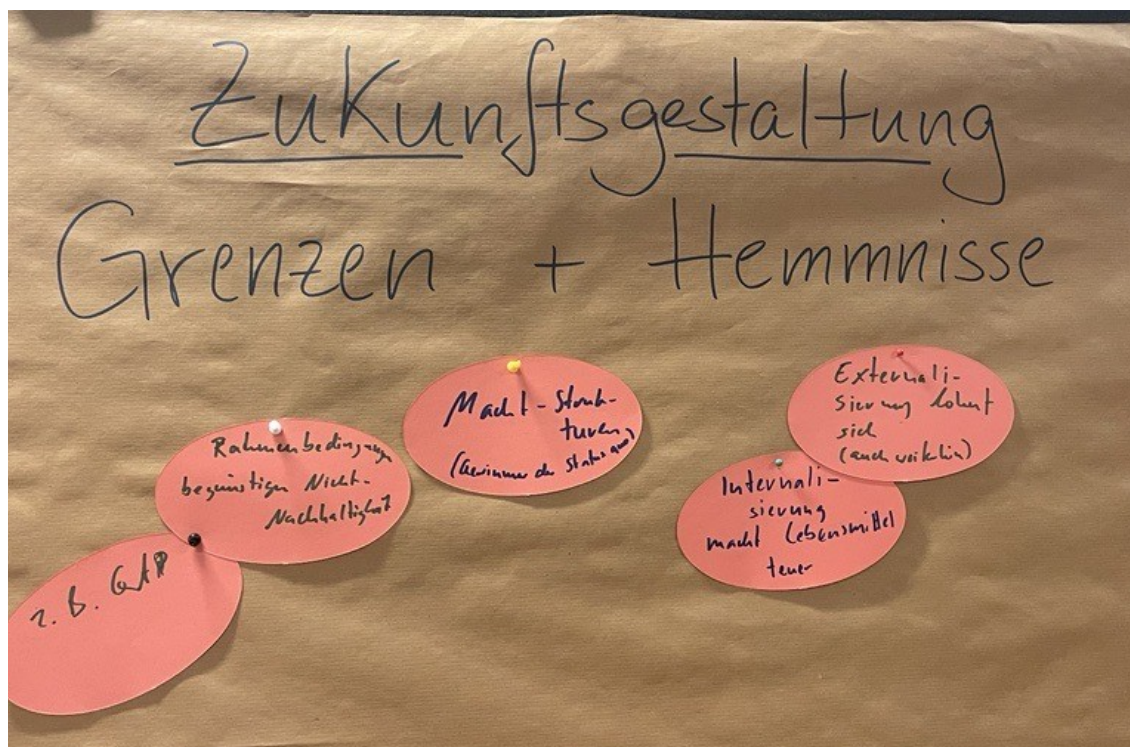 Zukunftsgestaltung
Grenzen + Hemmnisse
Rahmenbedingungen
begünstigen Nicht-
Nachhaltigkeit
z. B. GAP
Macht-Struk-
turen
(Gewinner des Status quo)
Externali-
sierung lohnt
sich
(auch weiterhin)
Internali-
sierung
macht Lebensmittel
teuer